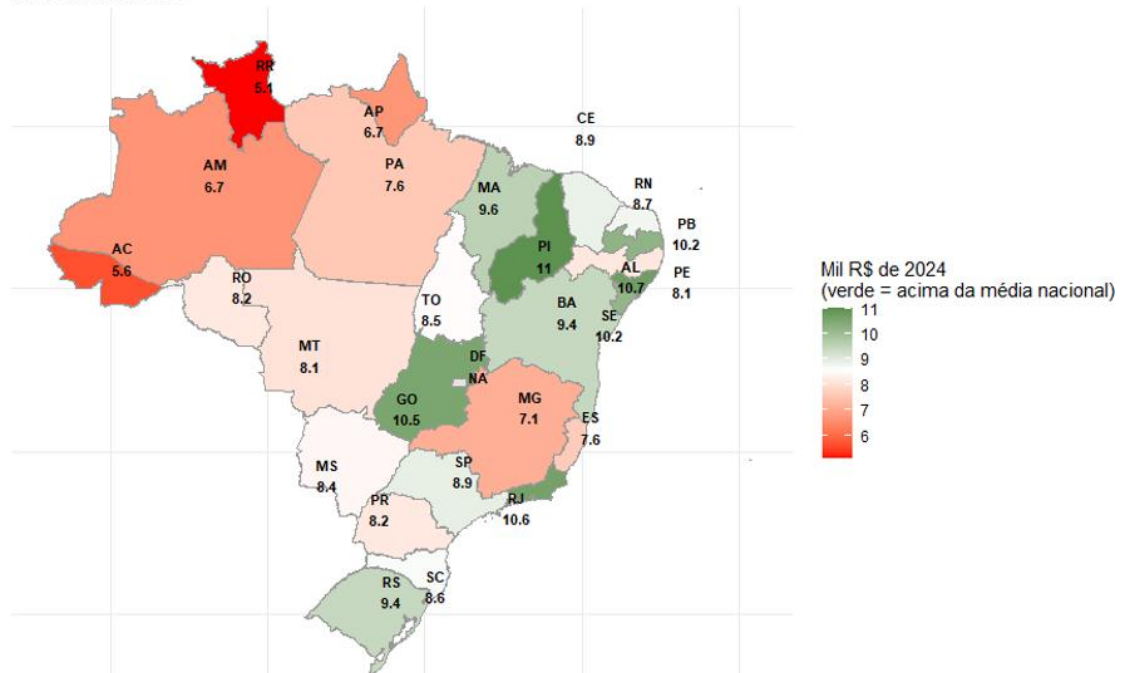 RR
5.1
AP
6.7
CE
8.9
AM
6.7
PA
7.6
MA
9.6
RN
8.7
PB
10.2
AC
5.6
PI
11
AL
10.7
PE
8.1
RO
8.2
TO
8.5
BA
9.4
SE
10.2
MT
8.1
DF
NA
GO
10.5
MG
7.1
ES
7.6
MS
8.4
SP
8.9
RJ
10.6
PR
8.2
SC
8.6
RS
9.4
Mil R$ de 2024
(verde = acima da média nacional)
11
10
9
8
7
6